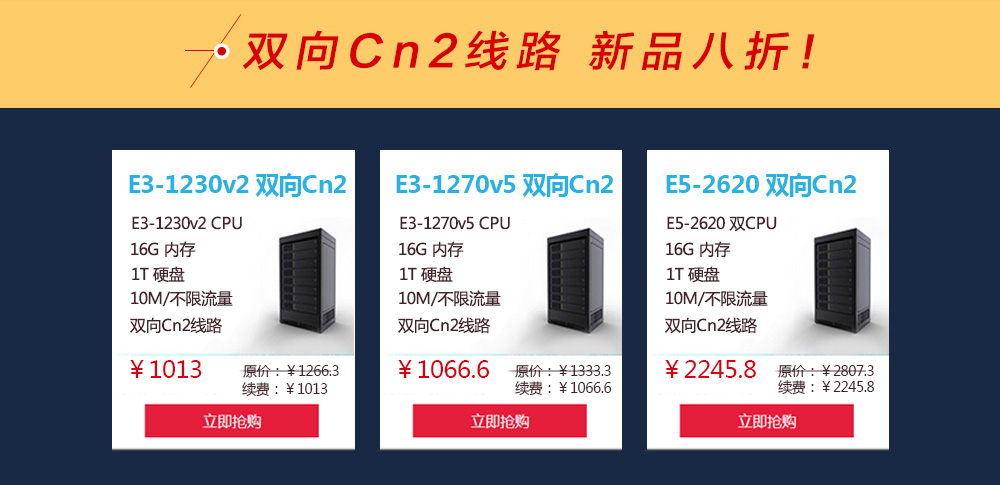 双向Cn2线路 新品八折!
E3-1230v2 双向Cn2
E3-1230v2 CPU
16G 内存
1T 硬盘
10M/不限流量
双向Cn2线路
￥1013
原价：￥1266.3
续费：￥1013
立即抢购
E3-1270v5 双向Cn2
E3-1270v5 CPU
16G 内存
1T 硬盘
10M/不限流量
双向Cn2线路
￥1066.6
原价：￥1333.3
续费：￥1066.6
立即抢购
E5-2620 双向Cn2
E5-2620 双CPU
16G 内存
1T 硬盘
10M/不限流量
双向Cn2线路
￥2245.8
原价：￥2807.3
续费：￥2245.8
立即抢购